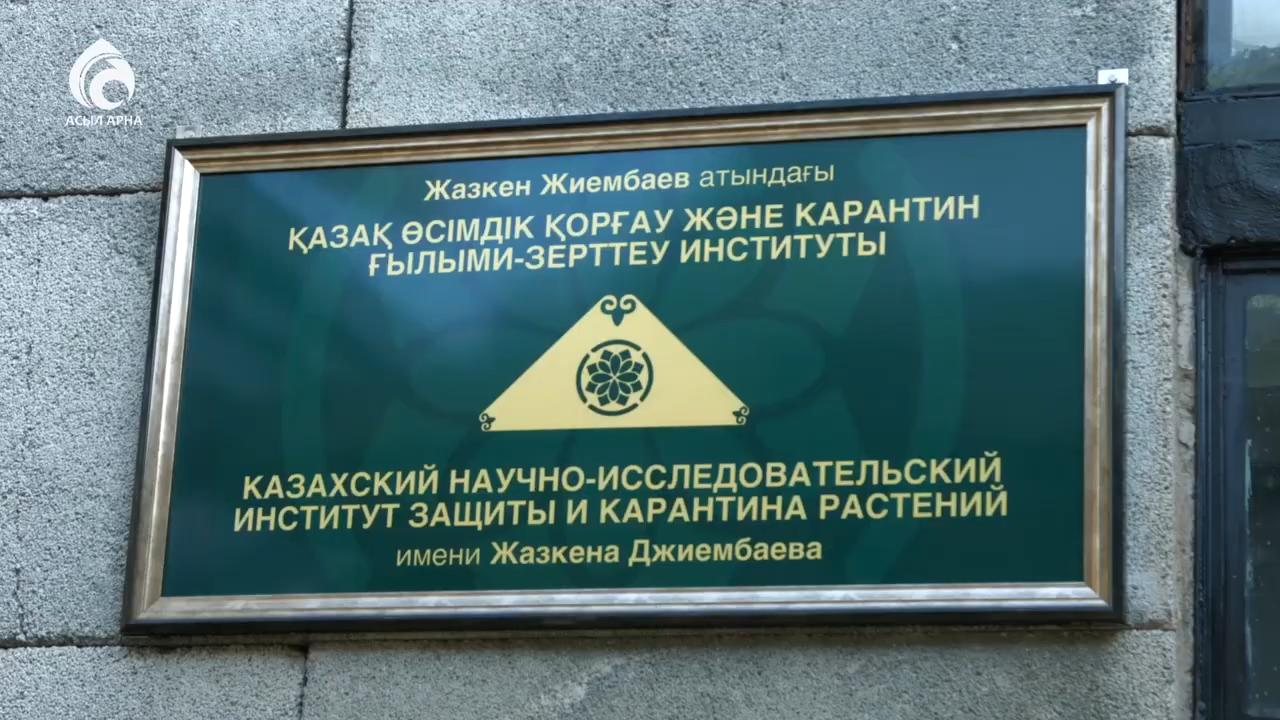 АСЫЛ АРНА
Жазкен Жиембаев атындағы
ҚАЗАҚ ӨСІМДІК ҚОРҒАУ ЖӘНЕ КАРАНТИН
ҒЫЛЫМИ-ЗЕРТТЕУ ИНСТИТУТЫ
КАЗАХСКИЙ НАУЧНО-ИССЛЕДОВАТЕЛЬСКИЙ
ИНСТИТУТ ЗАЩИТЫ И КАРАНТИНА РАСТЕНИЙ
имени Жазкена Джиембаева